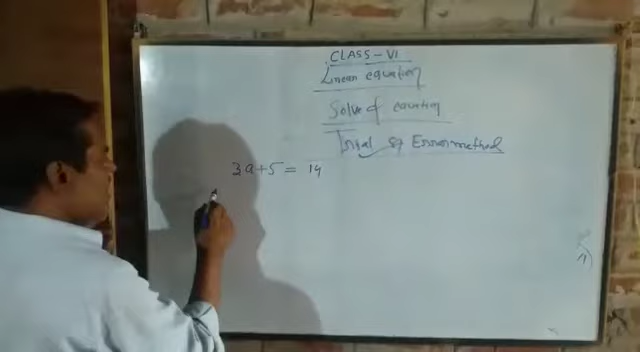 CLASS-VI
Linear equation
Solve of equation
Trial & Error method
3a+5 = 14